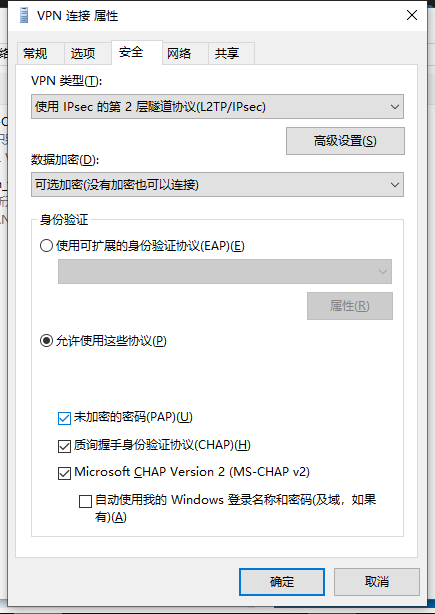 VPN 连接 属性
常规
选项
安全
网络
共享
VPN 类型(T):
使用 IPsec 的第 2 层隧道协议(L2TP/IPsec)
高级设置(S)
数据加密(D):
可选加密(没有加密也可以连接)
身份验证
使用可扩展的身份验证协议(EAP)(E)
属性(R)
允许使用这些协议(P)
未加密的密码(PAP)(U)
质询握手身份验证协议(CHAP)(H)
Microsoft CHAP Version 2 (MS-CHAP v2)
自动使用我的 Windows 登录名称和密码(及域，如果
有)(A)
确定
取消